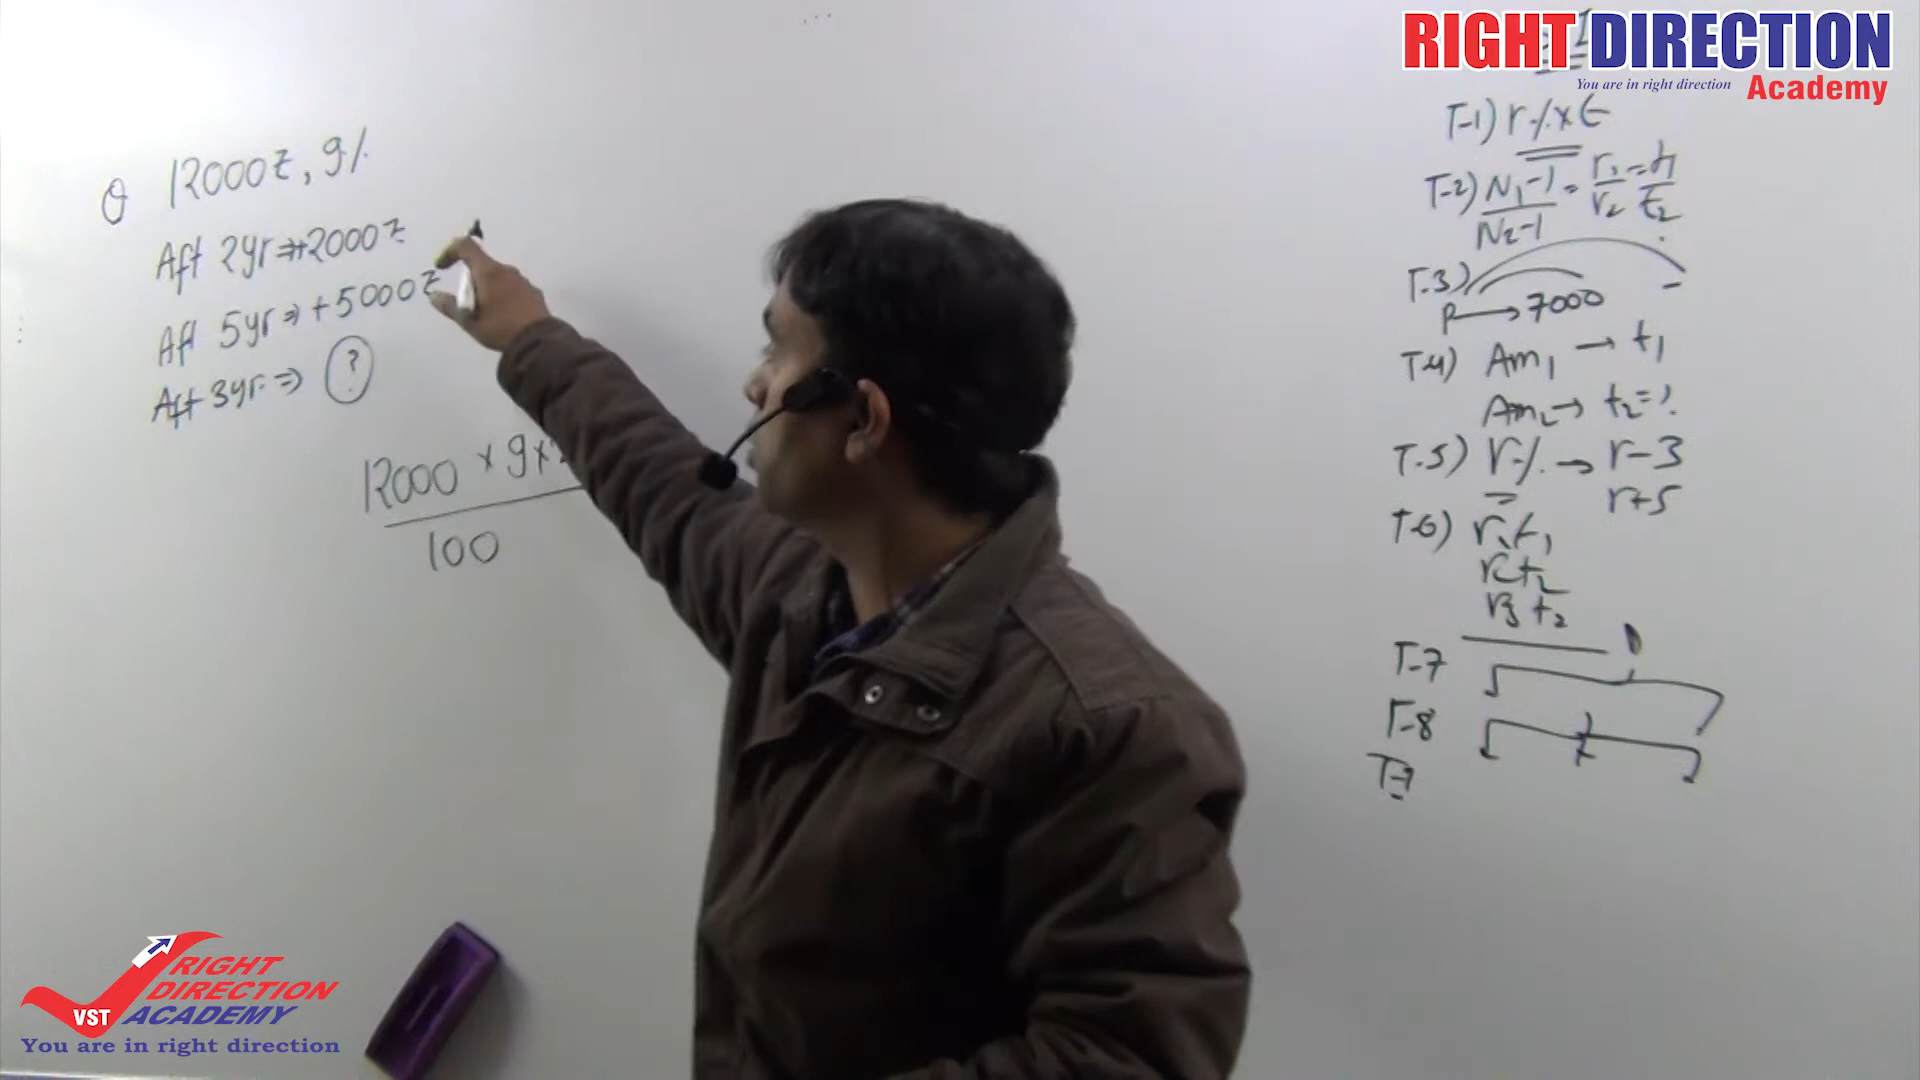 RIGHT DIRECTION
You are in right direction Academy
Q 12000₹, 9%
Aft 2yr ⇒ +2000₹
Aft 5yr ⇒ +5000₹
Aft 3yr ⇒ ?
12000 × 9 ×
100
T-1) r% × t
T-2) N₁-1 = r₁ = t₁
N₂-1 r₂ t₂
T-3)
P → 7000
T-4) Am₁ → t₁
Am₂ → t₂=?
T-5) r% → r-3
r+5
T-6) r₁ t₁
r₂ t₂
r₃ t₂
T-7
T-8
T-9
RIGHT
DIRECTION
VST ACADEMY
You are in right direction